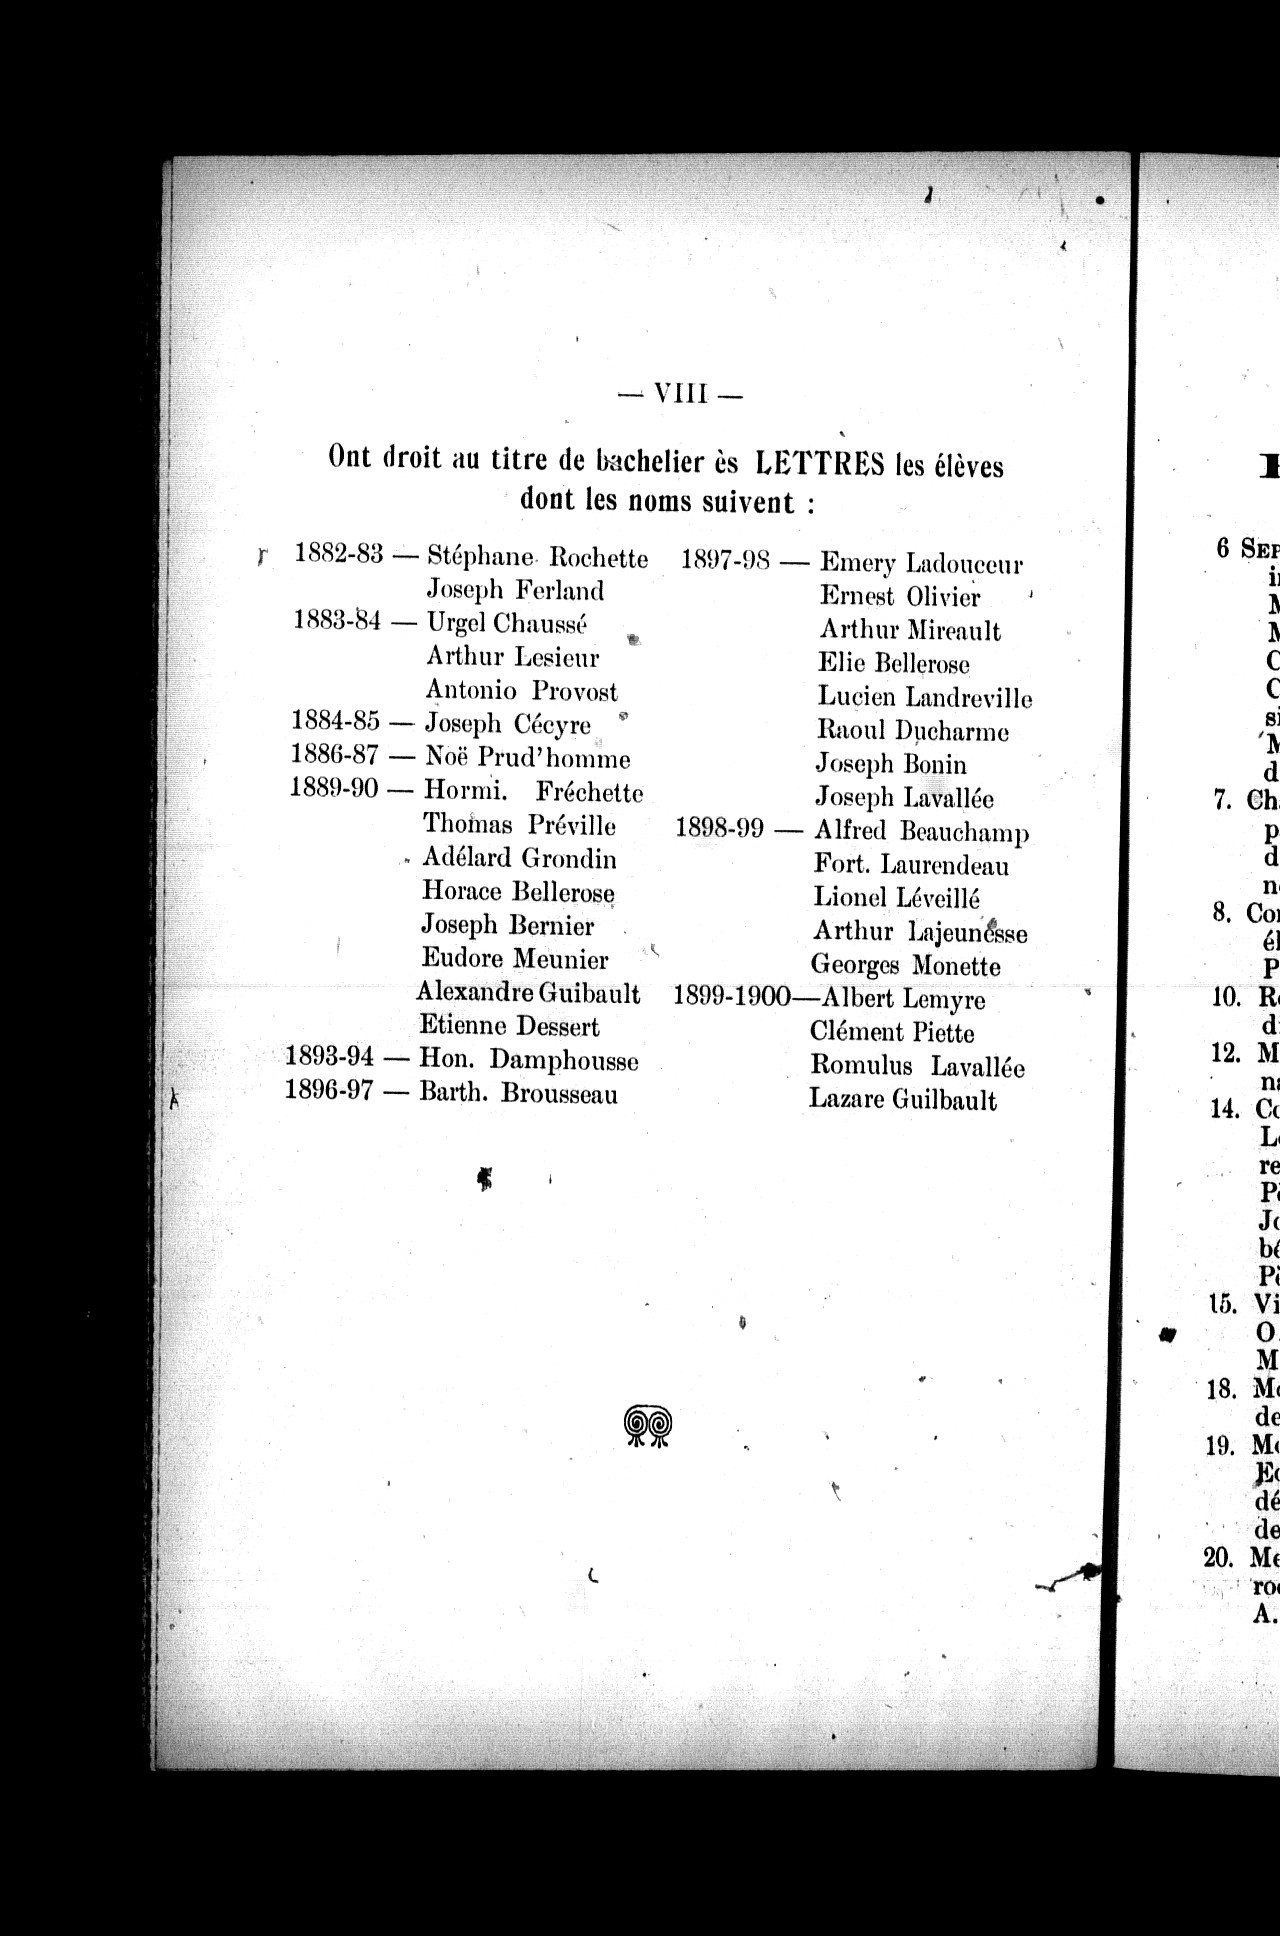 — VIII —
Ont droit au titre de bachelier ès LETTRES les élèves
dont les noms suivent :
1882-83 — Stéphane Rochette
Joseph Ferland
1883-84 — Urgel Chaussé
Arthur Lesieur
Antonio Provost
1884-85 — Joseph Cécyre
1886-87 — Noë Prud'homme
1889-90 — Hormi. Fréchette
Thomas Préville
Adélard Grondin
Horace Bellerose
Joseph Bernier
Eudore Meunier
Alexandre Guibault
Etienne Dessert
1893-94 — Hon. Damphousse
1896-97 — Barth. Brousseau
1897-98 — Emery Ladouceur
Ernest Olivier
Arthur Mireault
Elie Bellerose
Lucien Landreville
Raoul Ducharme
Joseph Bonin
Joseph Lavallée
1898-99 — Alfred Beauchamp
Fort. Laurendeau
Lionel Léveillé
Arthur Lajeunesse
Georges Monette
1899-1900—Albert Lemyre
Clément Piette
Romulus Lavallée
Lazare Guilbault
6 SEP
7.
8.
10.
12.
14.
15.
18.
19.
20.
A.